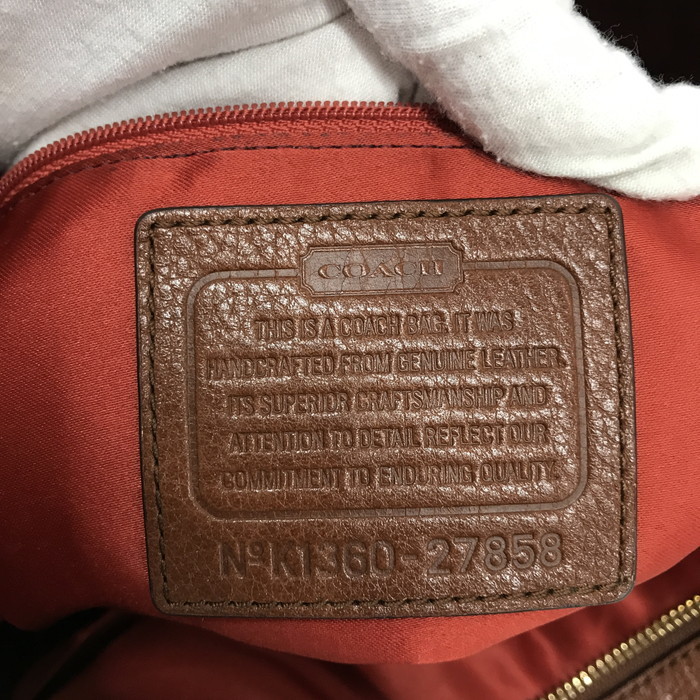 COACH
THIS IS A COACH BAG. IT WAS
HANDCRAFTED FROM GENUINE LEATHER.
ITS SUPERIOR CRAFTSMANSHIP AND
ATTENTION TO DETAIL REFLECT OUR
COMMITMENT TO ENDURING QUALITY.
Nº K1360-27858